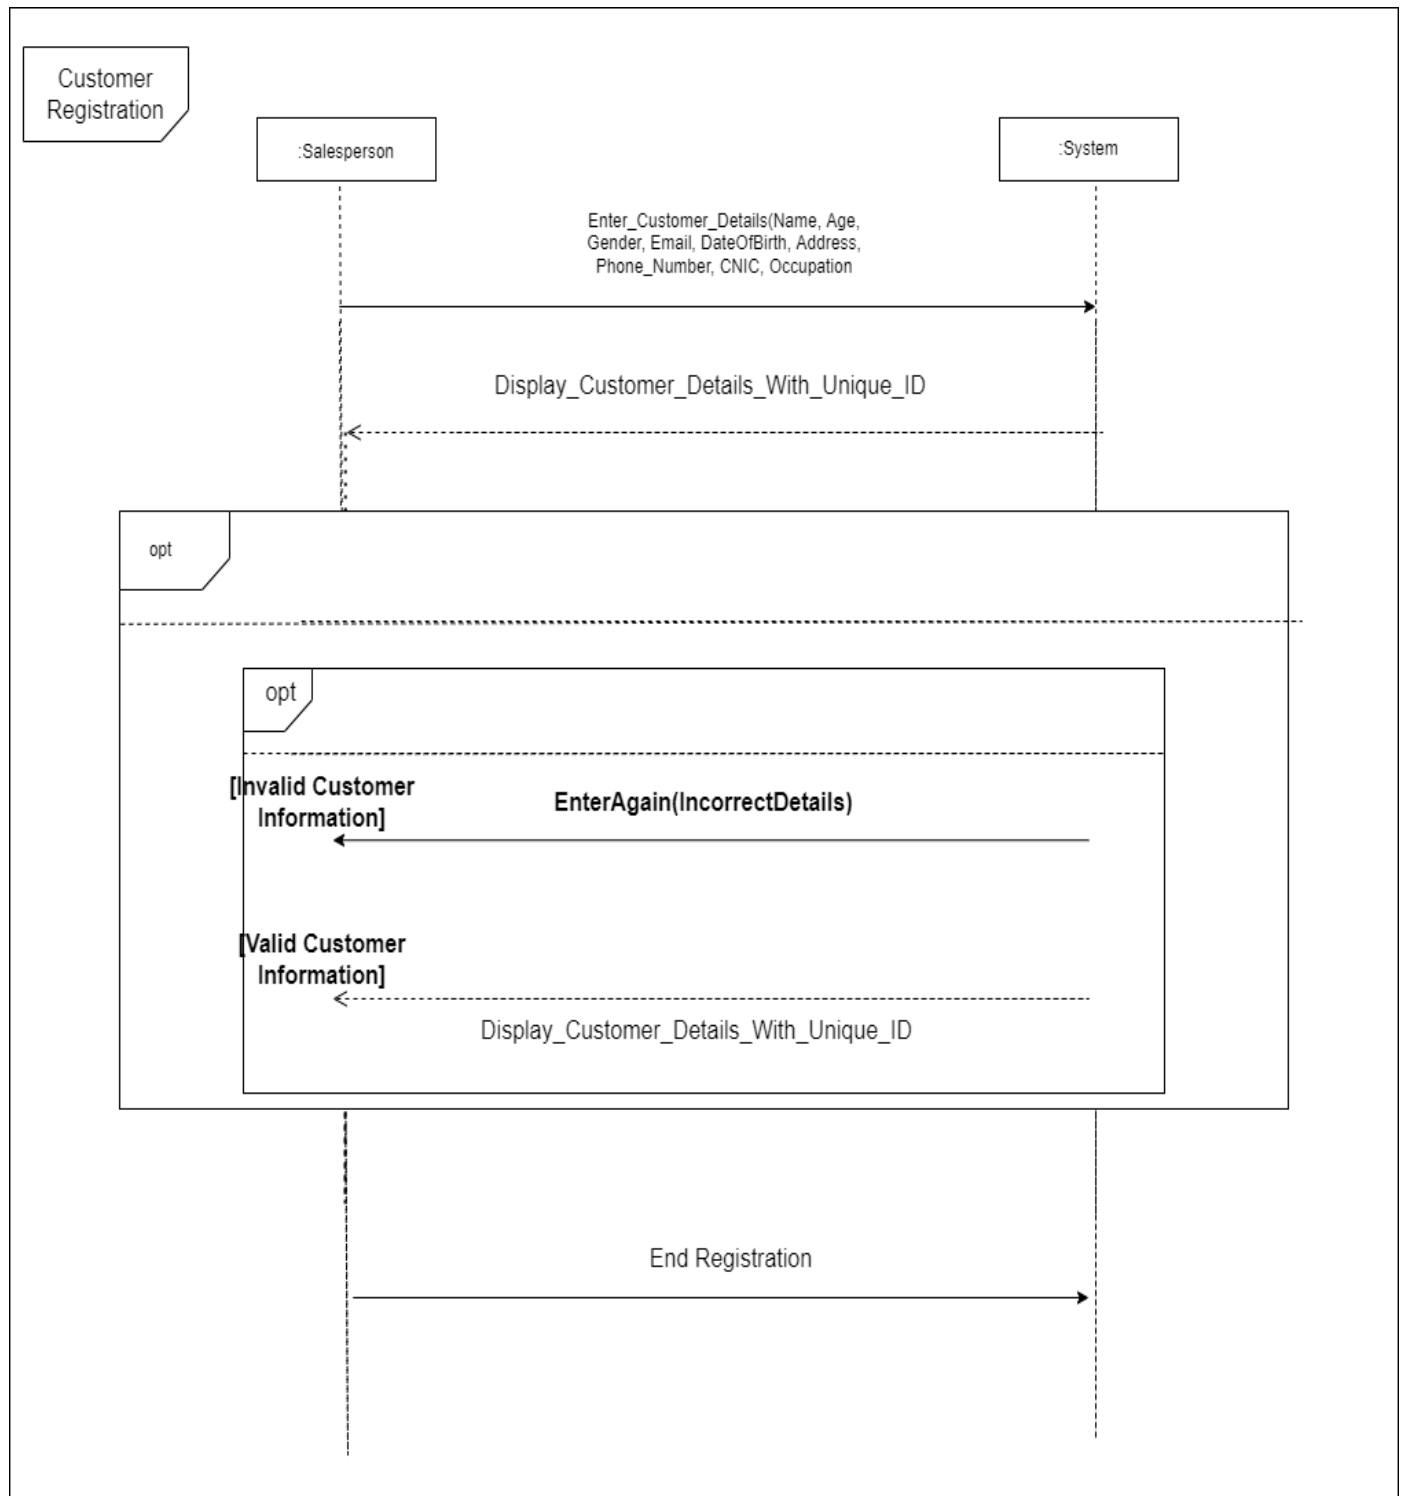 Customer
Registration
:Salesperson
:System
Enter_Customer_Details(Name, Age,
Gender, Email, DateOfBirth, Address,
Phone_Number, CNIC, Occupation
Display_Customer_Details_With_Unique_ID
opt
opt
[Invalid Customer
Information]
EnterAgain(IncorrectDetails)
[Valid Customer
Information]
Display_Customer_Details_With_Unique_ID
End Registration